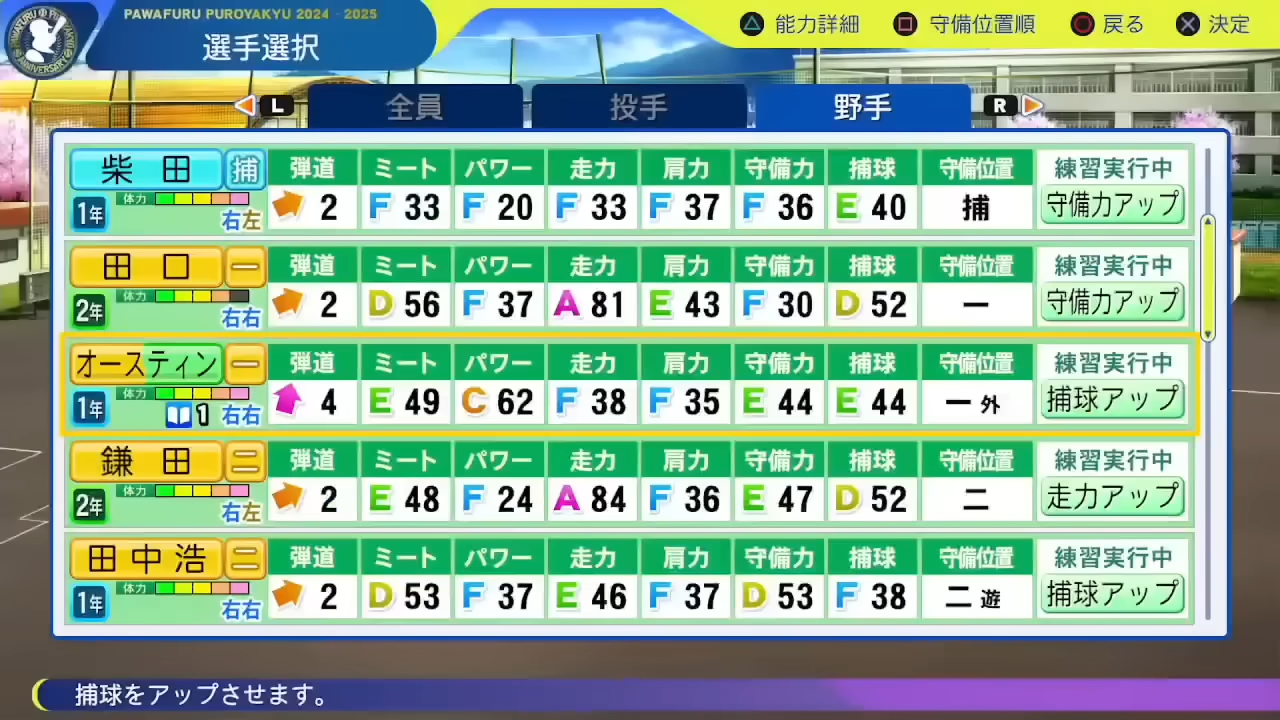 PAWAFURU PUROYAKYU 2024 - 2025
選手選択
能力詳細 守備位置順 戻る 決定
L 全員 投手 野手 R
柴田 捕 弾道 ミート パワー 走力 肩力 守備力 捕球 守備位置 練習実行中
1年 体力 右左 2 F 33 F 20 F 33 F 37 F 36 E 40 捕 守備力アップ
田口 一 弾道 ミート パワー 走力 肩力 守備力 捕球 守備位置 練習実行中
2年 体力 右右 2 D 56 F 37 A 81 E 43 F 30 D 52 一 守備力アップ
オースティン 一 弾道 ミート パワー 走力 肩力 守備力 捕球 守備位置 練習実行中
1年 体力 1 右右 4 E 49 C 62 F 38 F 35 E 44 E 44 一 外 捕球アップ
鎌田 二 弾道 ミート パワー 走力 肩力 守備力 捕球 守備位置 練習実行中
2年 体力 右左 2 E 48 F 24 A 84 F 36 E 47 D 52 二 走力アップ
田中浩 二 弾道 ミート パワー 走力 肩力 守備力 捕球 守備位置 練習実行中
1年 体力 右右 2 D 53 F 37 E 46 F 37 D 53 F 38 二 遊 捕球アップ
捕球をアップさせます。